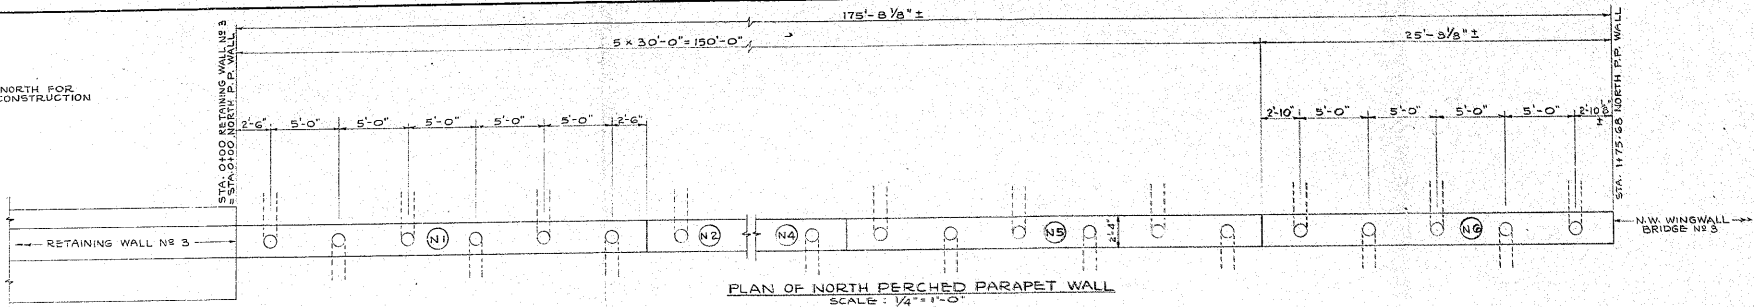 175'-8 1/8" ±
5 x 30'-0" = 150'-0"
25'-8 1/8" ±
NORTH FOR
CONSTRUCTION
STA. 0+00 RETAINING WALL Nº 3
= STA. 0+00 NORTH P.P. WALL
2'-6" 5'-0" 5'-0" 5'-0" 5'-0" 5'-0" 2'-6"
2'-10" 5'-0" 5'-0" 5'-0" 5'-0" 2'-10 1/8" ±
STA. 1+75.68 NORTH P.P. WALL
RETAINING WALL Nº 3
N1
N2
N4
N5
2'-4"
N6
N.W. WINGWALL
BRIDGE Nº 3
PLAN OF NORTH PERCHED PARAPET WALL
SCALE : 1/4" = 1'-0"